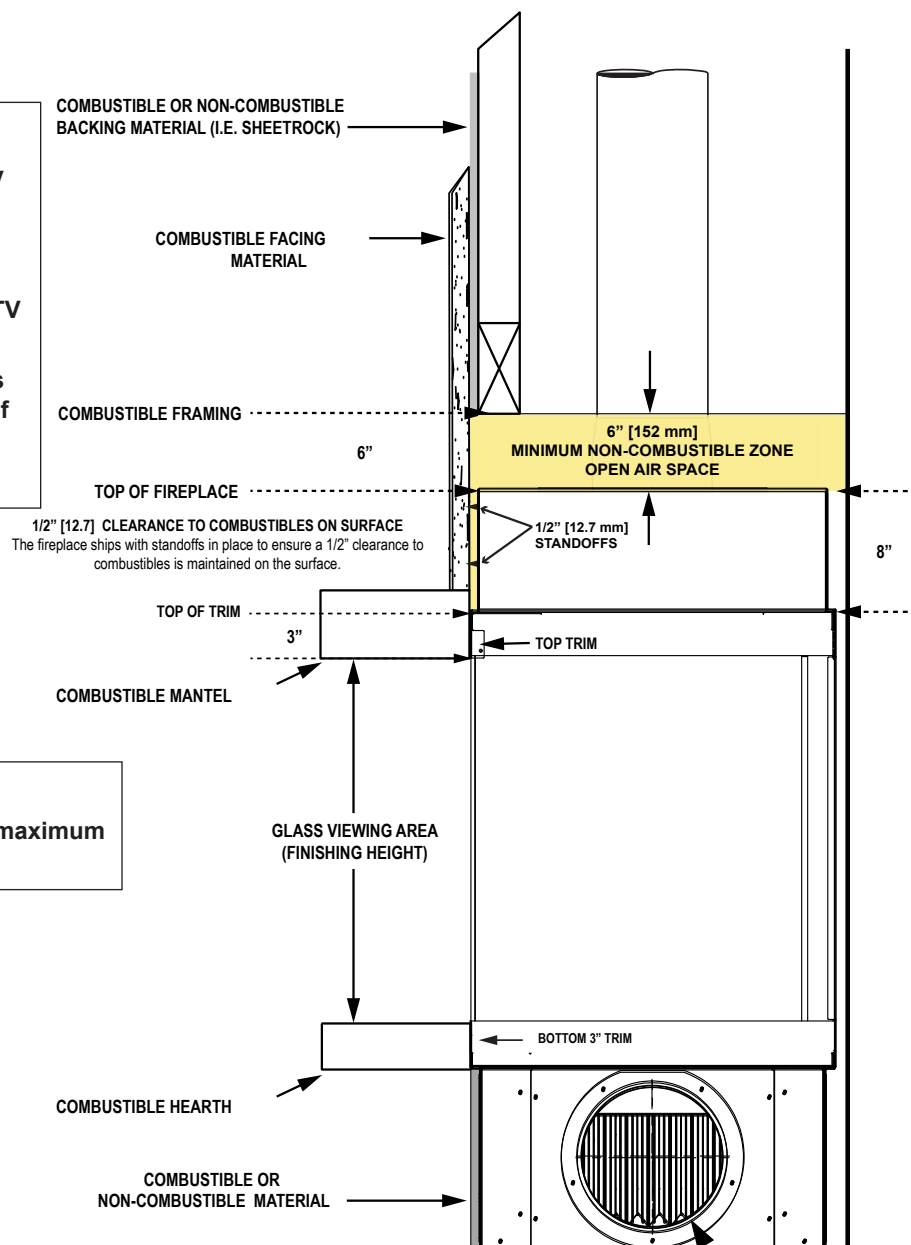 COMBUSTIBLE OR NON-COMBUSTIBLE
BACKING MATERIAL (I.E. SHEETROCK)
COMBUSTIBLE FACING
MATERIAL
TV
COMBUSTIBLE FRAMING
6” [152 mm]
MINIMUM NON-COMBUSTIBLE ZONE
OPEN AIR SPACE
6”
TOP OF FIREPLACE
1/2” [12.7] CLEARANCE TO COMBUSTIBLES ON SURFACE
The fireplace ships with standoffs in place to ensure a 1/2” clearance to
combustibles is maintained on the surface.
1/2” [12.7 mm]
STANDOFFS
8”
TOP OF TRIM
3”
TOP TRIM
COMBUSTIBLE MANTEL
maximum
GLASS VIEWING AREA
(FINISHING HEIGHT)
BOTTOM 3” TRIM
COMBUSTIBLE HEARTH
COMBUSTIBLE OR
NON-COMBUSTIBLE MATERIAL